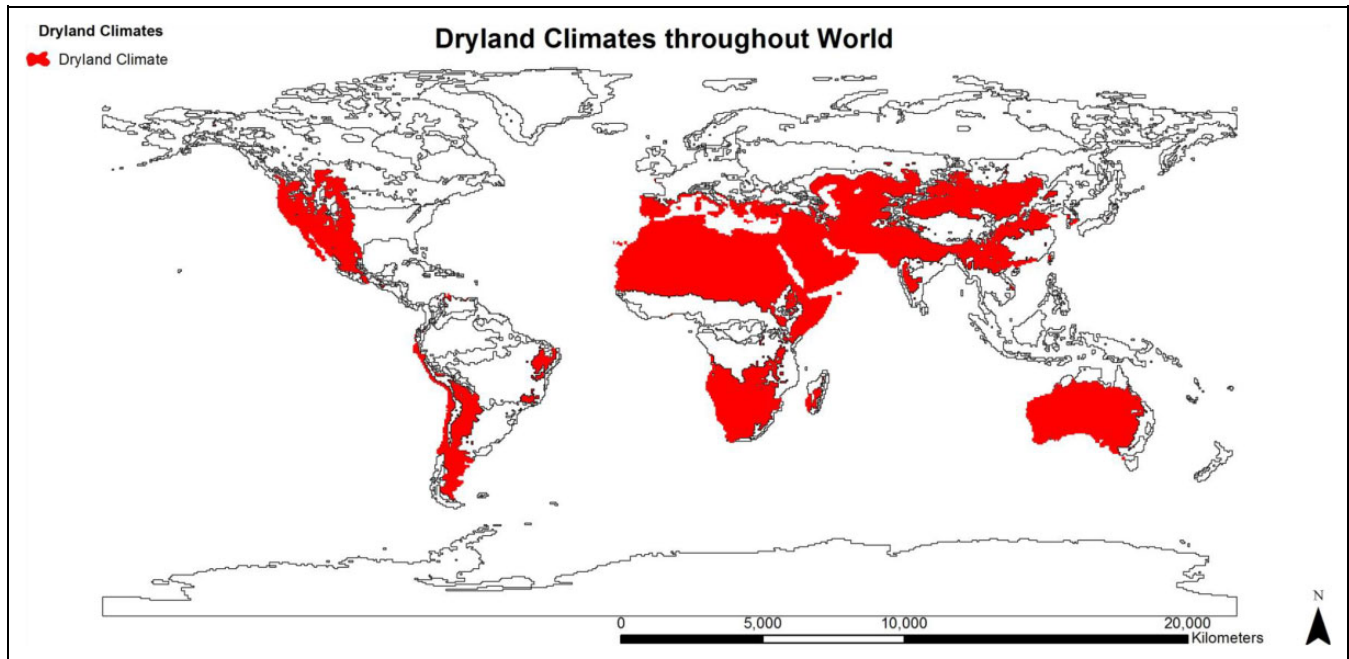 Dryland Climates
Dryland Climate
Dryland Climates throughout World
N
0 5,000 10,000 20,000
Kilometers